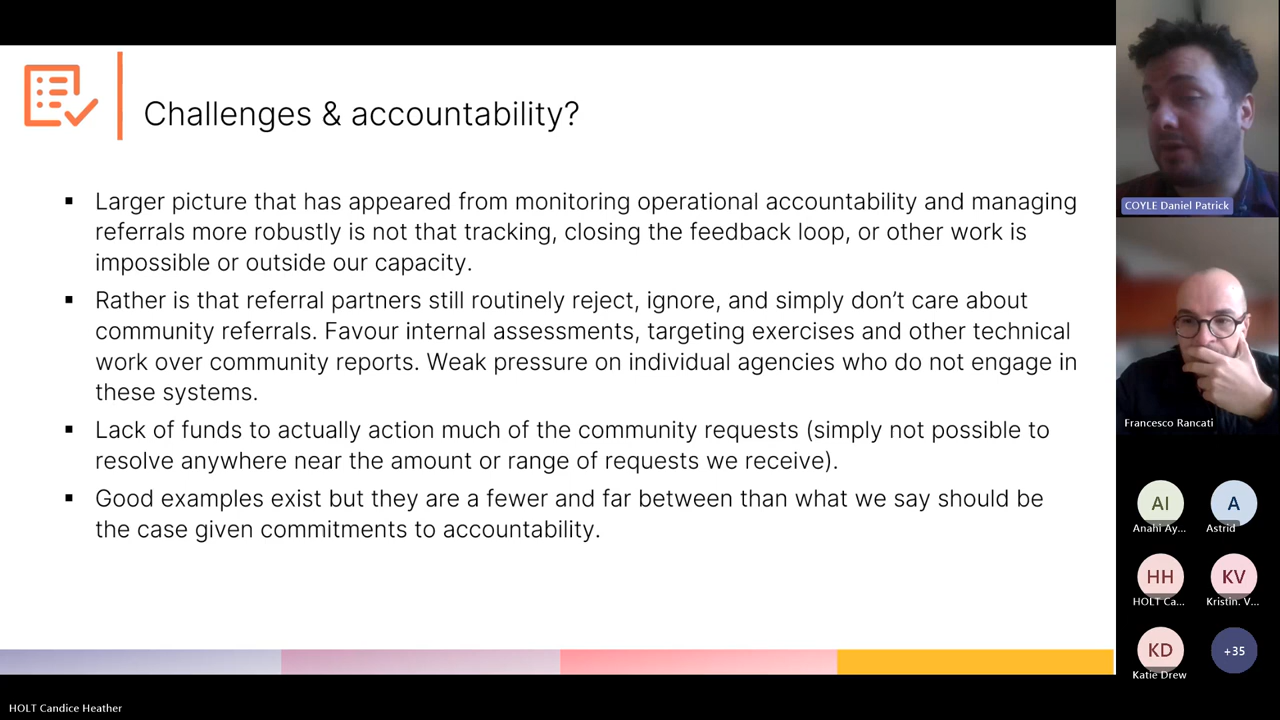 Challenges & accountability?
▪ Larger picture that has appeared from monitoring operational accountability and managing
referrals more robustly is not that tracking, closing the feedback loop, or other work is
impossible or outside our capacity.
▪ Rather is that referral partners still routinely reject, ignore, and simply don’t care about
community referrals. Favour internal assessments, targeting exercises and other technical
work over community reports. Weak pressure on individual agencies who do not engage in
these systems.
▪ Lack of funds to actually action much of the community requests (simply not possible to
resolve anywhere near the amount or range of requests we receive).
▪ Good examples exist but they are a fewer and far between than what we say should be
the case given commitments to accountability.
COYLE Daniel Patrick
Francesco Rancati
AI
Anahi Ay...
A
Astrid
HH
HOLT Ca...
KV
Kristin. V...
KD
Katie Drew
+35
HOLT Candice Heather